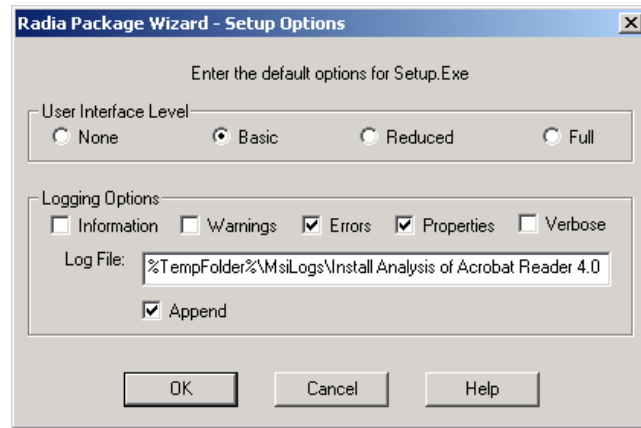 Radia Package Wizard - Setup Options
Enter the default options for Setup.Exe
User Interface Level
None Basic Reduced Full
Logging Options
Information Warnings Errors Properties Verbose
Log File: %TempFolder%\MsiLogs\Install Analysis of Acrobat Reader 4.0
Append
OK Cancel Help